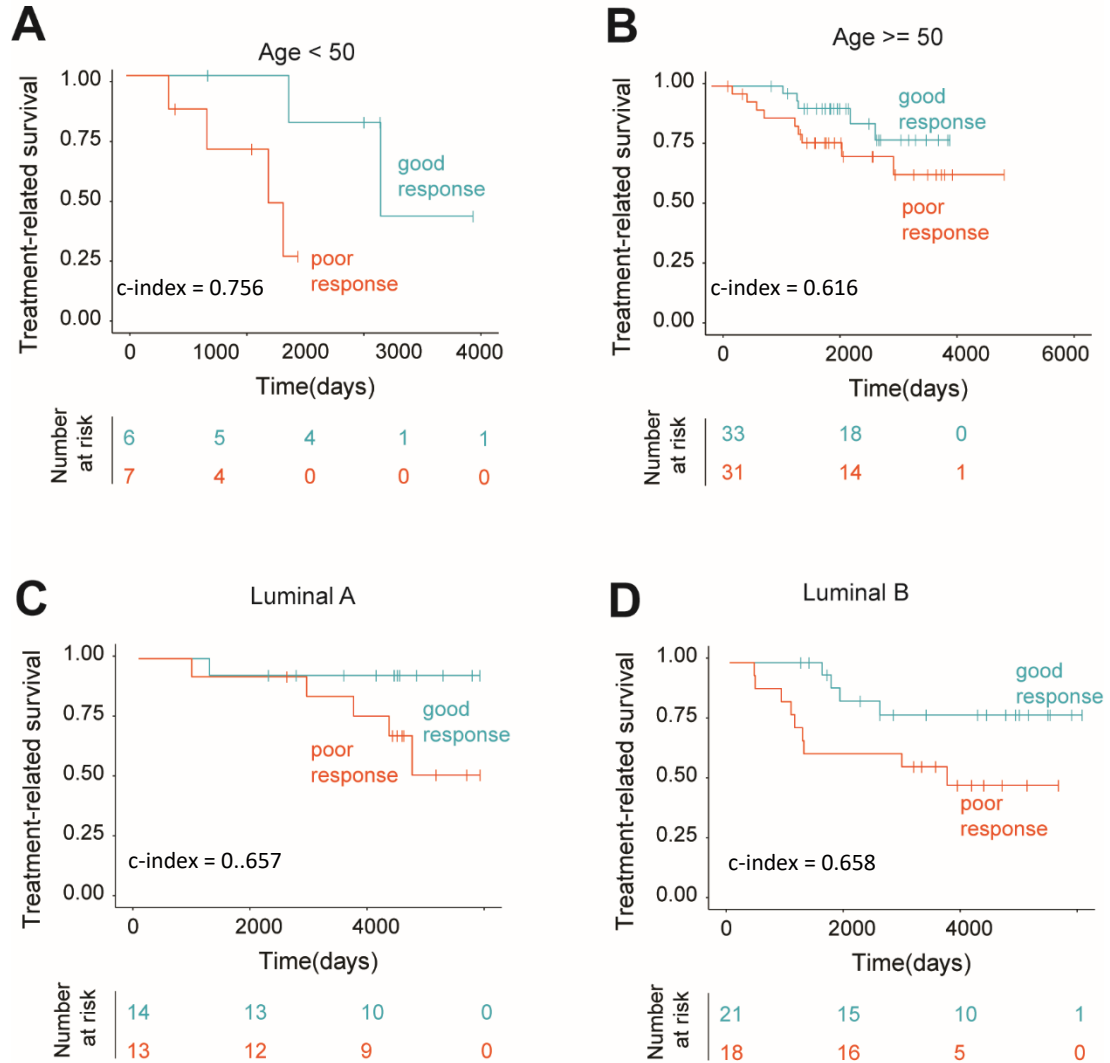 A
Age < 50
Treatment-related survival
1.00
0.75
0.50
0.25
0.00
good
response
poor
response
c-index = 0.756
0 1000 2000 3000 4000
Time(days)
Number
at risk
6 5 4 1 1
7 4 0 0 0
B
Age >= 50
Treatment-related survival
1.00
0.75
0.50
0.25
0.00
good
response
poor
response
c-index = 0.616
0 2000 4000 6000
Time(days)
Number
at risk
33 18 0
31 14 1
C
Luminal A
Treatment-related survival
1.00
0.75
0.50
0.25
0.00
good
response
poor
response
c-index = 0..657
0 2000 4000
Time(days)
Number
at risk
14 13 10 0
13 12 9 0
D
Luminal B
Treatment-related survival
1.00
0.75
0.50
0.25
0.00
good
response
poor
response
c-index = 0.658
0 2000 4000
Time(days)
Number
at risk
21 15 10 1
18 16 5 0